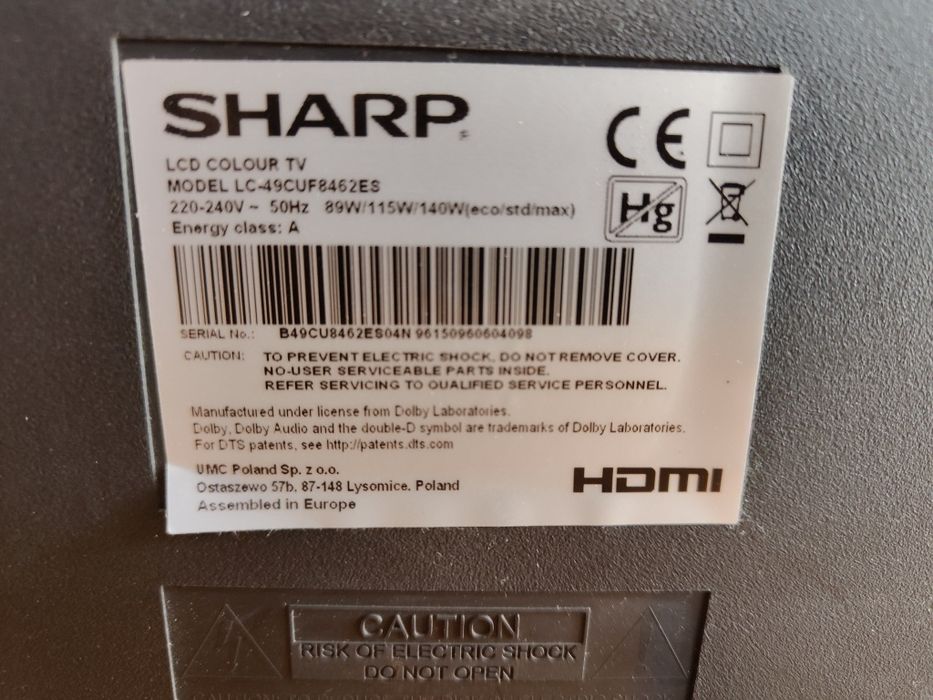 SHARP
LCD COLOUR TV
MODEL LC-49CUF8462ES
220-240V ~ 50Hz 89W/115W/140W(eco/std/max)
Energy class: A
CE
Hg
SERIAL No.: B49CU8462ES04N 96150960604098
CAUTION: TO PREVENT ELECTRIC SHOCK, DO NOT REMOVE COVER.
NO-USER SERVICEABLE PARTS INSIDE.
REFER SERVICING TO QUALIFIED SERVICE PERSONNEL.
Manufactured under license from Dolby Laboratories.
Dolby, Dolby Audio and the double-D symbol are trademarks of Dolby Laboratories.
For DTS patents, see http://patents.dts.com
UMC Poland Sp. z o.o.
Ostaszewo 57b, 87-148 Lysomice, Poland
Assembled in Europe
HDMI
CAUTION
RISK OF ELECTRIC SHOCK
DO NOT OPEN